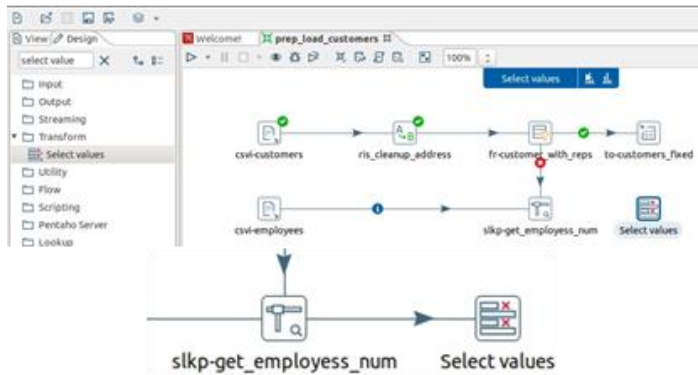 View Design
Welcome!
prep_load_customers
select value
100%
Select values
Input
Output
Streaming
Transform
Select values
Utility
Flow
Scripting
Pentaho Server
Lookup
csvi-customers
ris_cleanup_address
fr-customer_with_reps
to-customers_fixed
csvi-employees
slkp-get_employess_num
Select values
slkp-get_employess_num
Select values